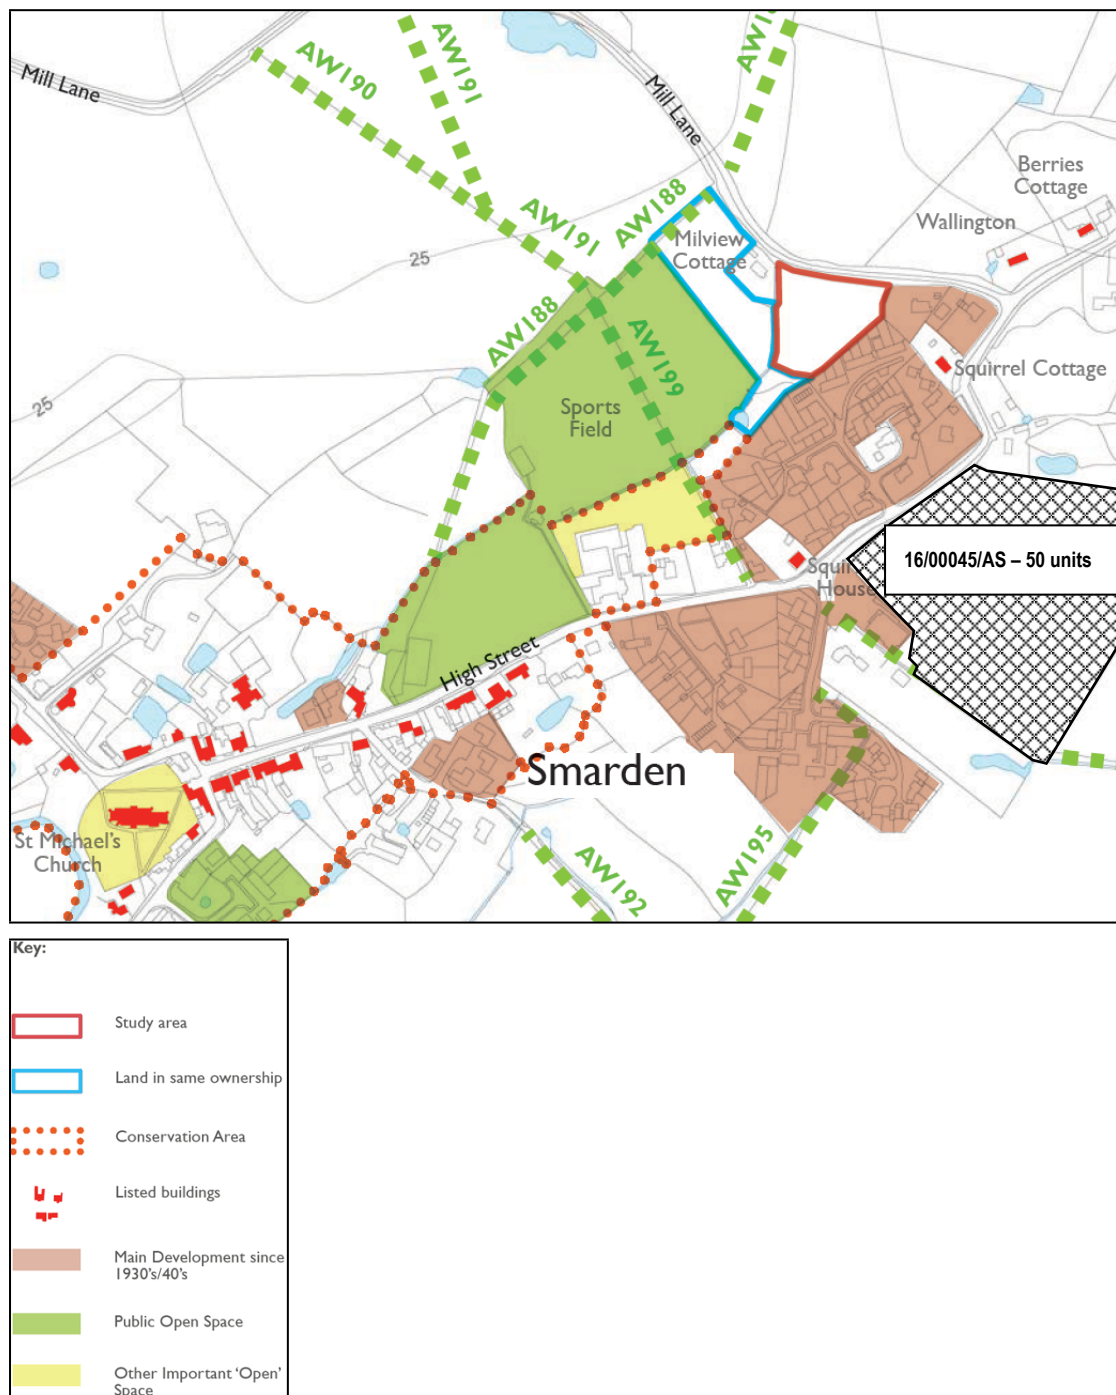 Mill Lane
AW190
AW191
Mill Lane
Berries
Cottage
Wallington
AW191
AW188
Milview
Cottage
25
AW188
AW199
Squirrel Cottage
25
Sports
Field
16/00045/AS – 50 units
House
High Street
Smarden
St Michael's
Church
AW192
AW195
Key:
Study area
Land in same ownership
Conservation Area
Listed buildings
Main Development since
1930's/40's
Public Open Space
Other Important 'Open'
Space